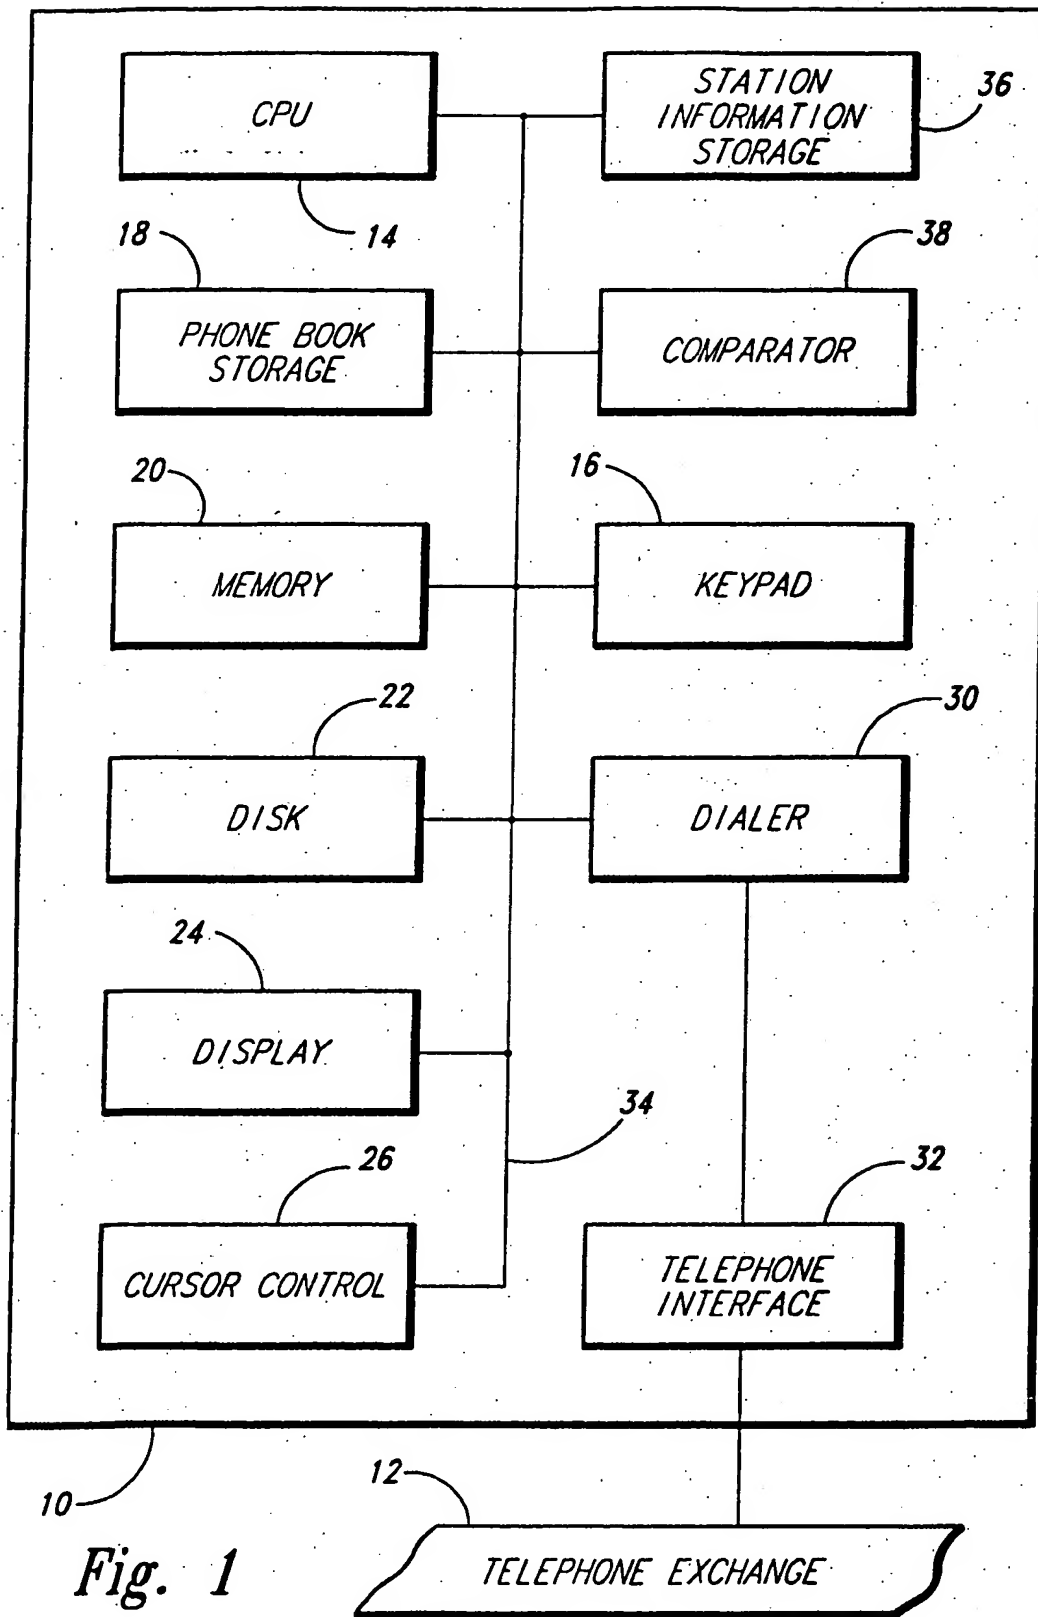 CPU
14
STATION
INFORMATION
STORAGE
36
18
PHONE BOOK
STORAGE
38
COMPARATOR
20
MEMORY
16
KEYPAD
22
DISK
30
DIALER
24
DISPLAY
34
26
CURSOR CONTROL
32
TELEPHONE
INTERFACE
10
12
TELEPHONE EXCHANGE
Fig. 1